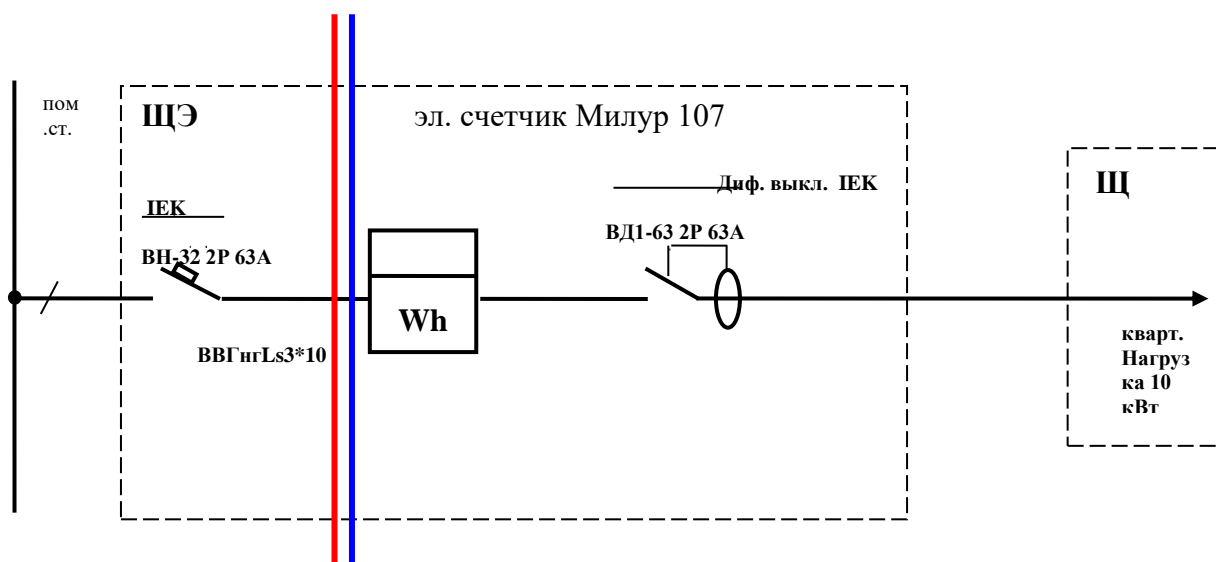 пом
.ст.
ЩЭ
эл. счетчик Милур 107
Щ
Диф. выкл. IEK
IEK
ВД1-63 2Р 63А
ВН-32 2Р 63А
Wh
ВВГнгLs3*10
кварт.
Нагруз
ка 10
кВт